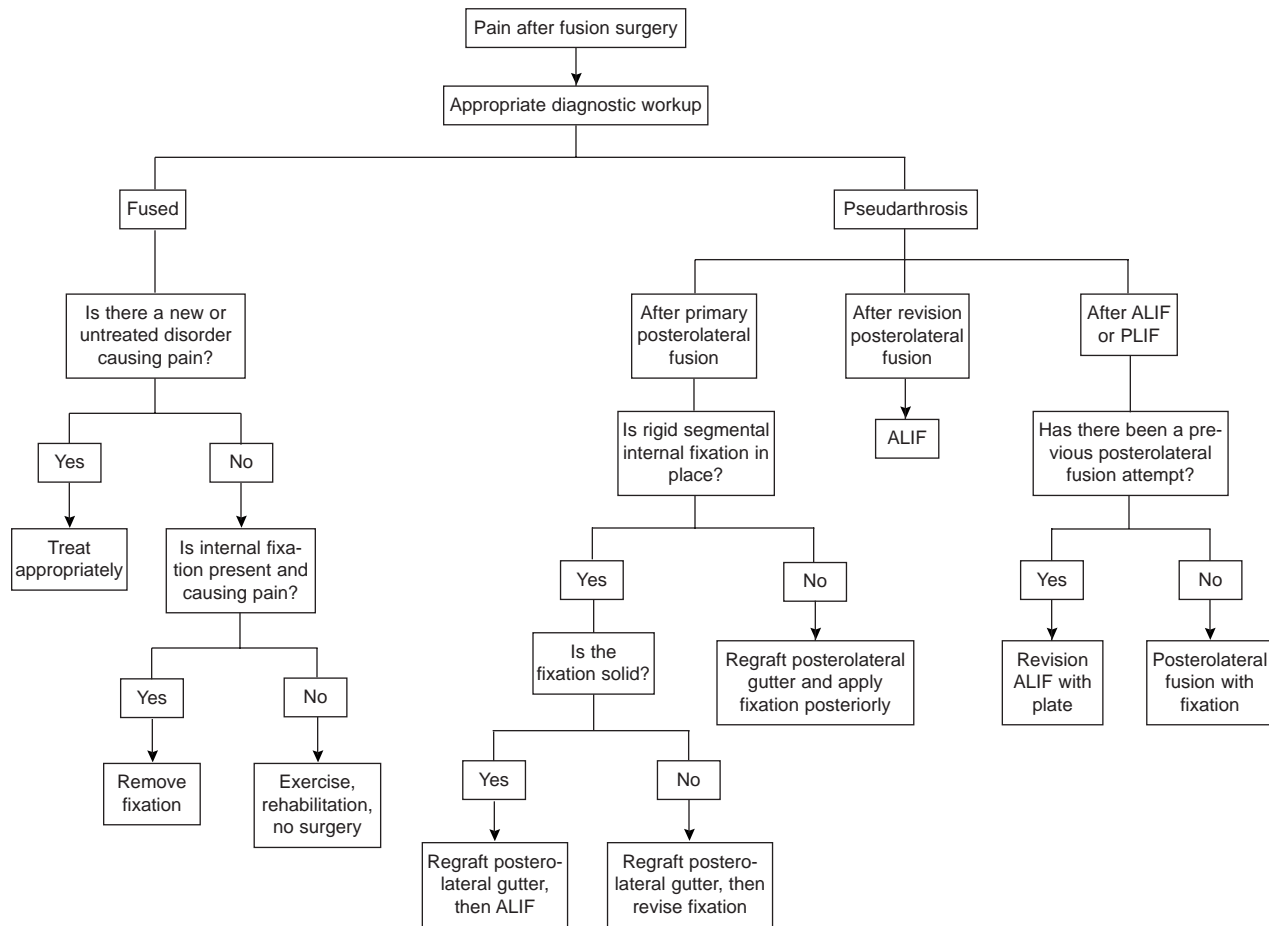 Pain after fusion surgery
Appropriate diagnostic workup
Fused
Pseudarthrosis
Is there a new or
untreated disorder
causing pain?
After primary
posterolateral
fusion
After revision
posterolateral
fusion
After ALIF
or PLIF
Yes
No
Is rigid segmental
internal fixation in
place?
ALIF
Has there been a pre-
vious posterolateral
fusion attempt?
Treat
appropriately
Is internal fixa-
tion present and
causing pain?
Yes
No
Yes
No
Is the
fixation solid?
Regraft posterolateral
gutter and apply
fixation posteriorly
Revision
ALIF with
plate
Posterolateral
fusion with
fixation
Yes
No
Remove
fixation
Exercise,
rehabilitation,
no surgery
Yes
No
Regraft postero-
lateral gutter,
then ALIF
Regraft postero-
lateral gutter, then
revise fixation